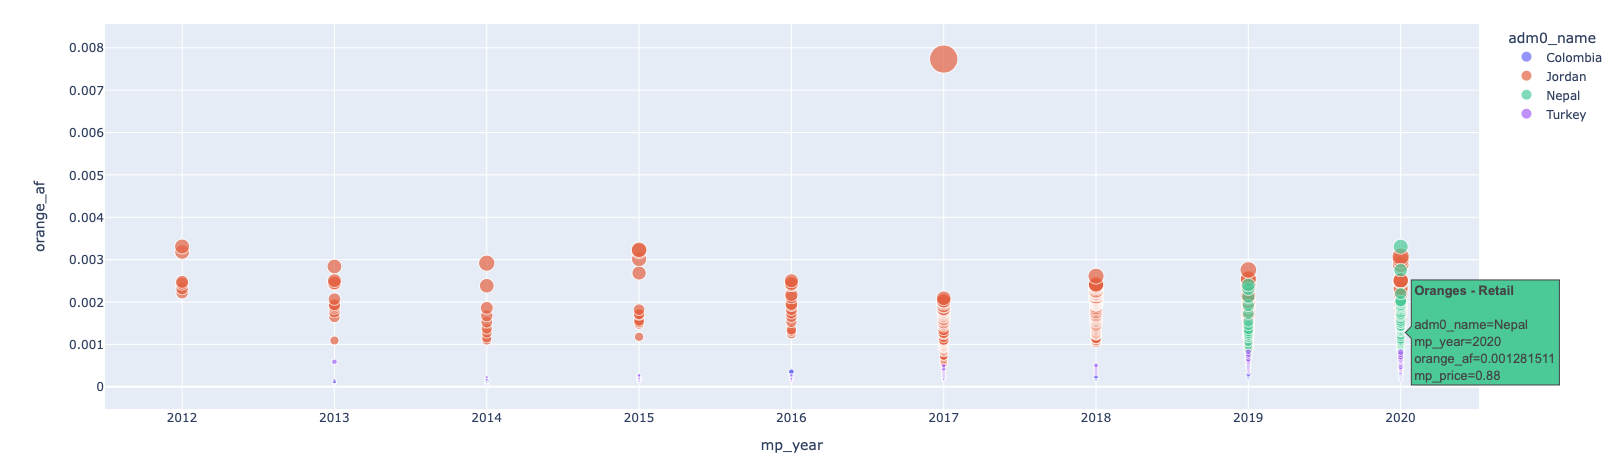 0.008
0.007
0.006
0.005
0.004
0.003
0.002
0.001
0
orange_af
2012
2013
2014
2015
2016
2017
2018
2019
2020
mp_year
adm0_name
Colombia
Jordan
Nepal
Turkey
Oranges - Retail
adm0_name=Nepal
mp_year=2020
orange_af=0.001281511
mp_price=0.88